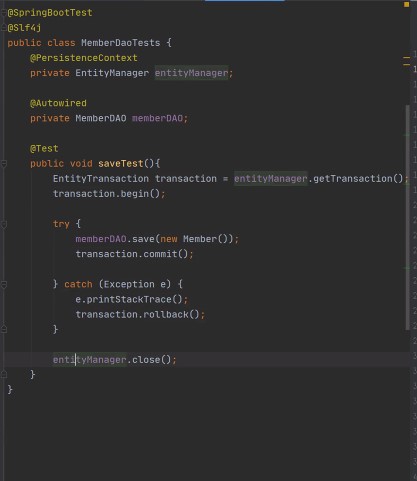 @SpringBootTest
@Slf4j
public class MemberDaoTests {
@PersistenceContext
private EntityManager entityManager;
@Autowired
private MemberDAO memberDAO;
@Test
public void saveTest(){
EntityTransaction transaction = entityManager.getTransaction();
transaction.begin();
try {
memberDAO.save(new Member());
transaction.commit();
} catch (Exception e) {
e.printStackTrace();
transaction.rollback();
}
entityManager.close();
}
}